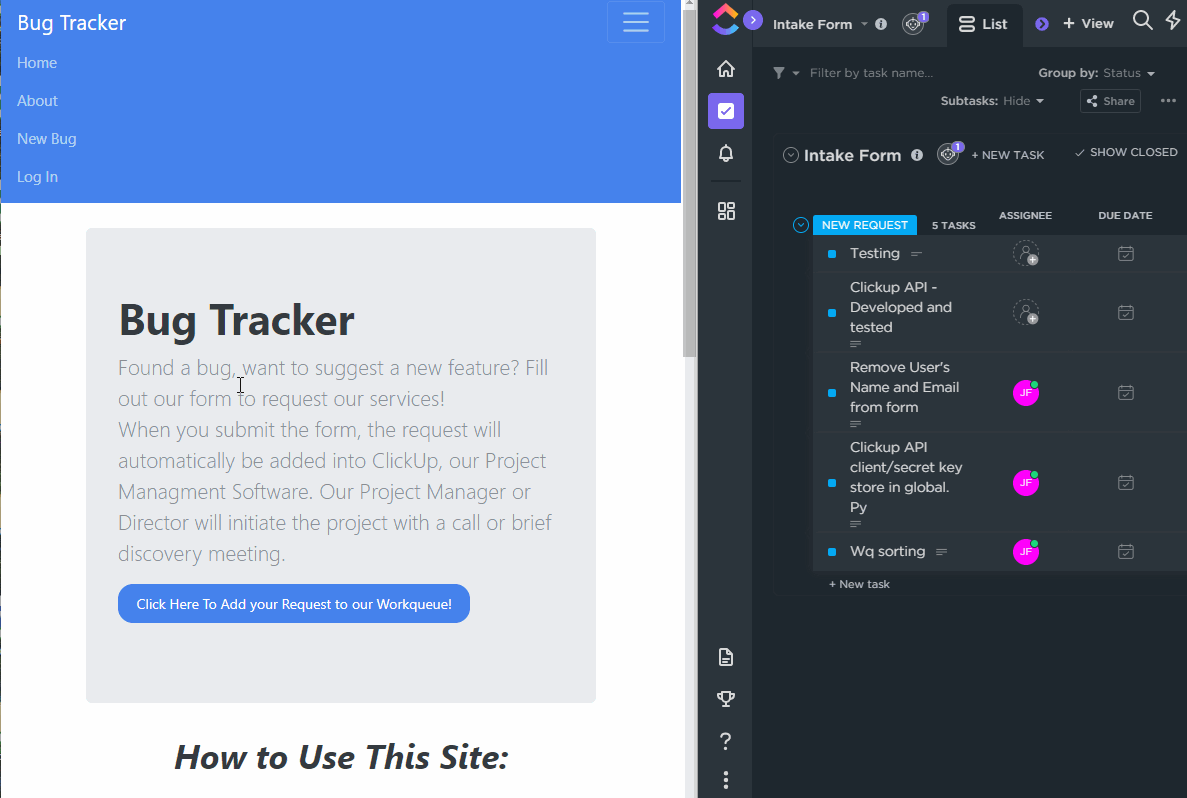 Bug Tracker
Home
About
New Bug
Log In
Bug Tracker
Found a bug, want to suggest a new feature? Fill
out our form to request our services!
When you submit the form, the request will
automatically be added into ClickUp, our Project
Managment Software. Our Project Manager or
Director will initiate the project with a call or brief
discovery meeting.
Click Here To Add your Request to our Workqueue!
How to Use This Site:
Intake Form
1
List
+ View
Filter by task name...
Group by: Status
Subtasks: Hide
Share
Intake Form
1
+ NEW TASK
SHOW CLOSED
NEW REQUEST
5 TASKS
ASSIGNEE
DUE DATE
Testing
Clickup API -
Developed and
tested
Remove User's
Name and Email
from form
JF
Clickup API
client/secret key
store in global.
Py
JF
Wq sorting
JF
+ New task